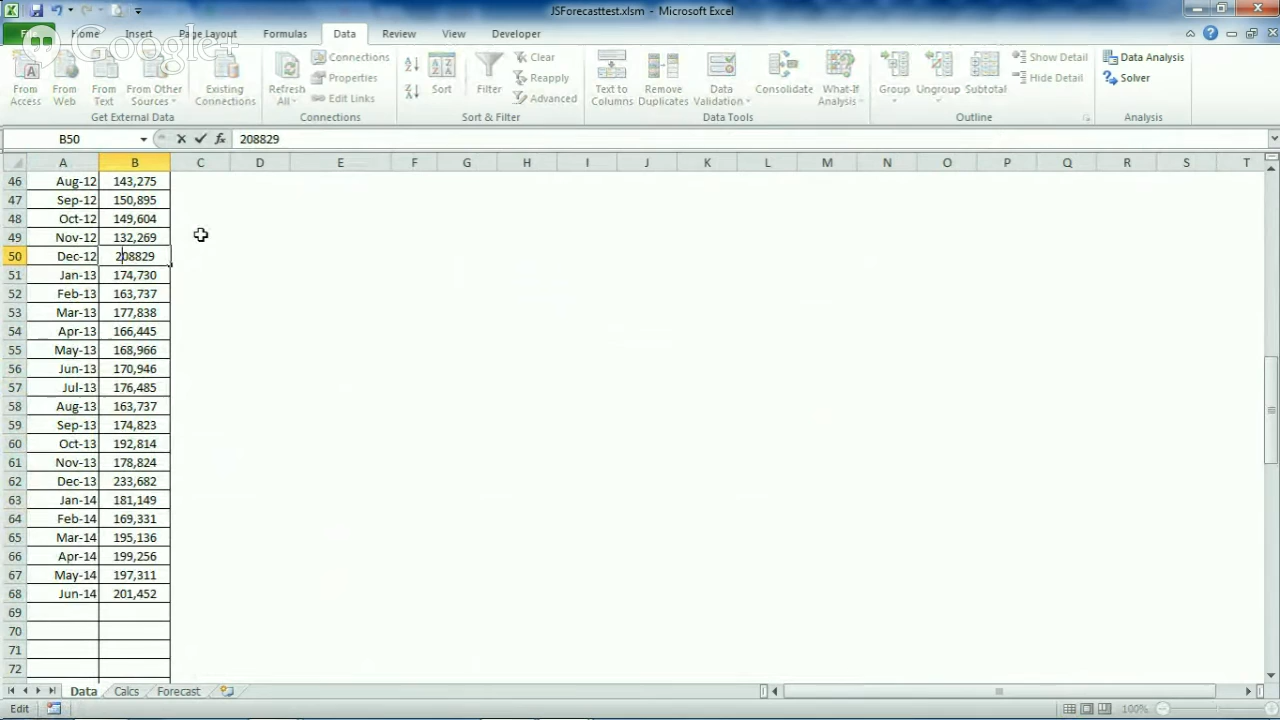 JSForecasttest.xlsm - Microsoft Excel
File Home Insert Page Layout Formulas Data Review View Developer
Google+
From Access
From Web
From Text
From Other Sources
Existing Connections
Get External Data
Refresh All
Connections
Properties
Edit Links
Connections
Sort
Filter
Clear
Reapply
Advanced
Sort & Filter
Text to Columns
Remove Duplicates
Data Validation
Consolidate
What-If Analysis
Data Tools
Group
Ungroup
Subtotal
Show Detail
Hide Detail
Outline
Data Analysis
Solver
Analysis
B50 fx 208829
A B C D E F G H I J K L M N O P Q R S T
46 Aug-12 143,275
47 Sep-12 150,895
48 Oct-12 149,604
49 Nov-12 132,269
50 Dec-12 208829
51 Jan-13 174,730
52 Feb-13 163,737
53 Mar-13 177,838
54 Apr-13 166,445
55 May-13 168,966
56 Jun-13 170,946
57 Jul-13 176,485
58 Aug-13 163,737
59 Sep-13 174,823
60 Oct-13 192,814
61 Nov-13 178,824
62 Dec-13 233,682
63 Jan-14 181,149
64 Feb-14 169,331
65 Mar-14 195,136
66 Apr-14 199,256
67 May-14 197,311
68 Jun-14 201,452
69
70
71
72
Data Calcs Forecast
Edit 100%